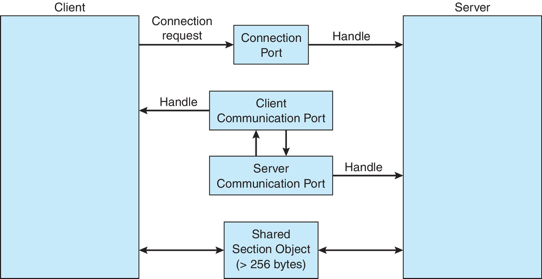 Client
Server
Connection
request
Connection
Port
Handle
Handle
Client
Communication Port
Server
Communication Port
Handle
Shared
Section Object
(> 256 bytes)